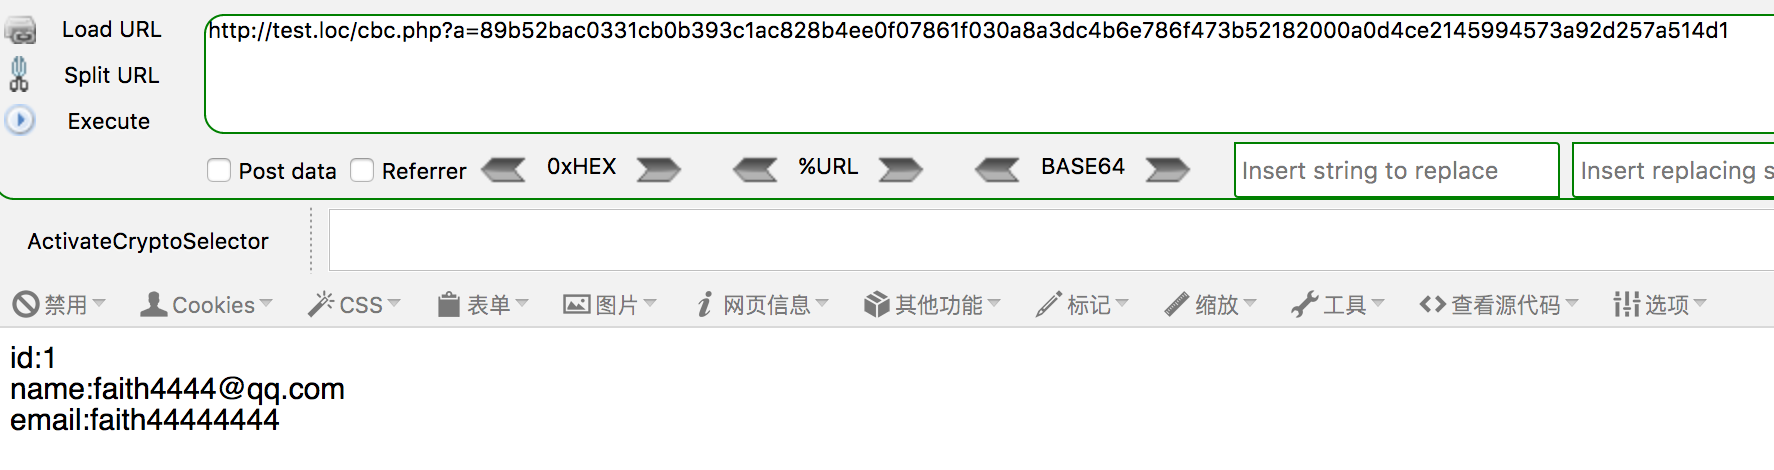 Load URL
http://test.loc/cbc.php?a=89b52bac0331cb0b393c1ac828b4ee0f07861f030a8a3dc4b6e786f473b52182000a0d4ce2145994573a92d257a514d1
Split URL
Execute
Post data Referrer 0xHEX %URL BASE64 Insert string to replace Insert replacing s
ActivateCryptoSelector
禁用 Cookies CSS 表单 图片 网页信息 其他功能 标记 缩放 工具 查看源代码 选项
id:1
name:faith4444@qq.com
email:faith44444444